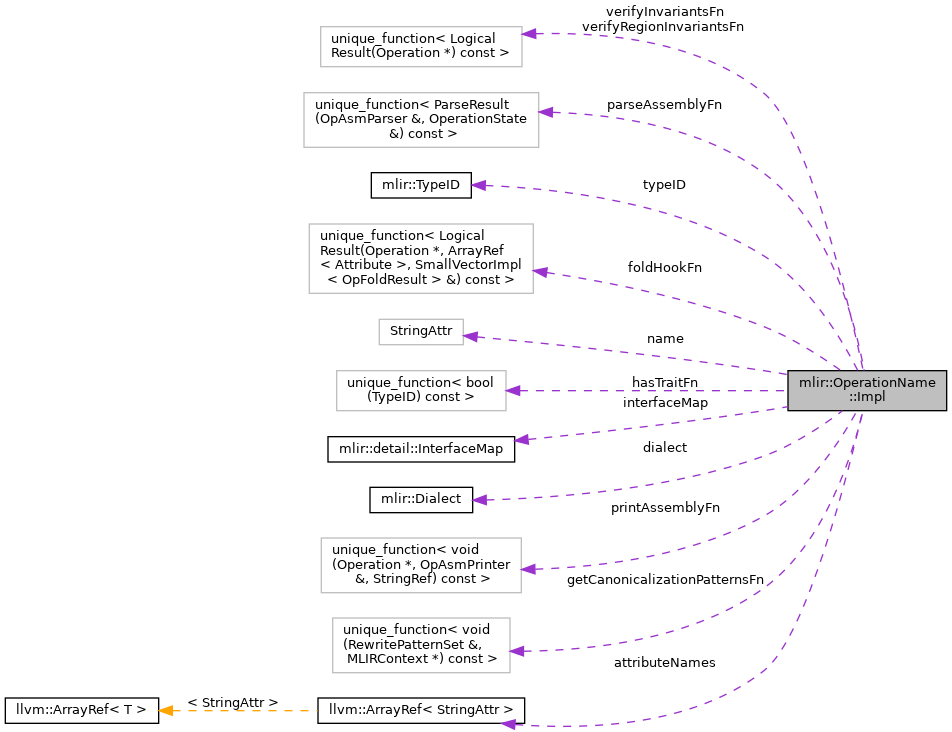 verifyInvariantsFn
verifyRegionInvariantsFn
unique_function< Logical
Result(Operation *) const >
parseAssemblyFn
unique_function< ParseResult
(OpAsmParser &, OperationState
&) const >
typeID
mlir::TypeID
unique_function< Logical
Result(Operation *, ArrayRef
< Attribute >, SmallVectorImpl
< OpFoldResult > &) const >
foldHookFn
StringAttr
name
unique_function< bool
(TypeID) const >
hasTraitFn
interfaceMap
mlir::OperationName
::Impl
mlir::detail::InterfaceMap
dialect
mlir::Dialect
printAssemblyFn
unique_function< void
(Operation *, OpAsmPrinter
&, StringRef) const >
getCanonicalizationPatternsFn
unique_function< void
(RewritePatternSet &,
MLIRContext *) const >
attributeNames
llvm::ArrayRef< T >
< StringAttr >
llvm::ArrayRef< StringAttr >